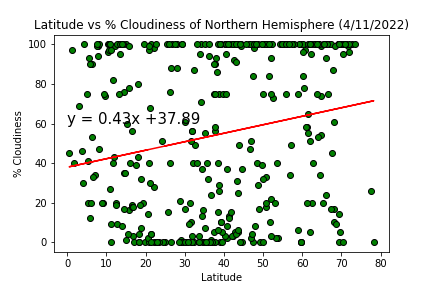 Latitude vs % Cloudiness of Northern Hemisphere (4/11/2022)
100
80
60
40
20
0
% Cloudiness
y = 0.43x +37.89
0 10 20 30 40 50 60 70 80
Latitude